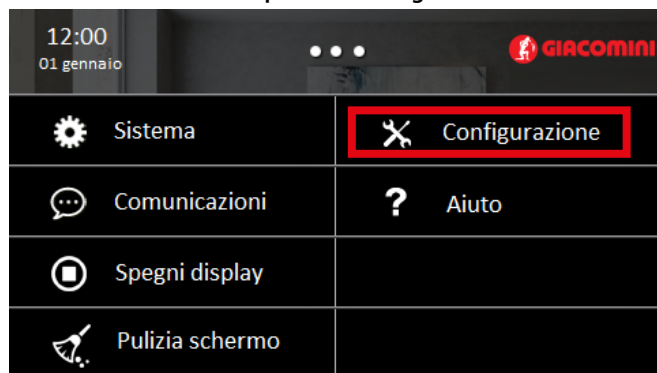 12:00
01 gennaio
GIACOMINI
Sistema
Configurazione
Comunicazioni
? Aiuto
Spegni display
Pulizia schermo